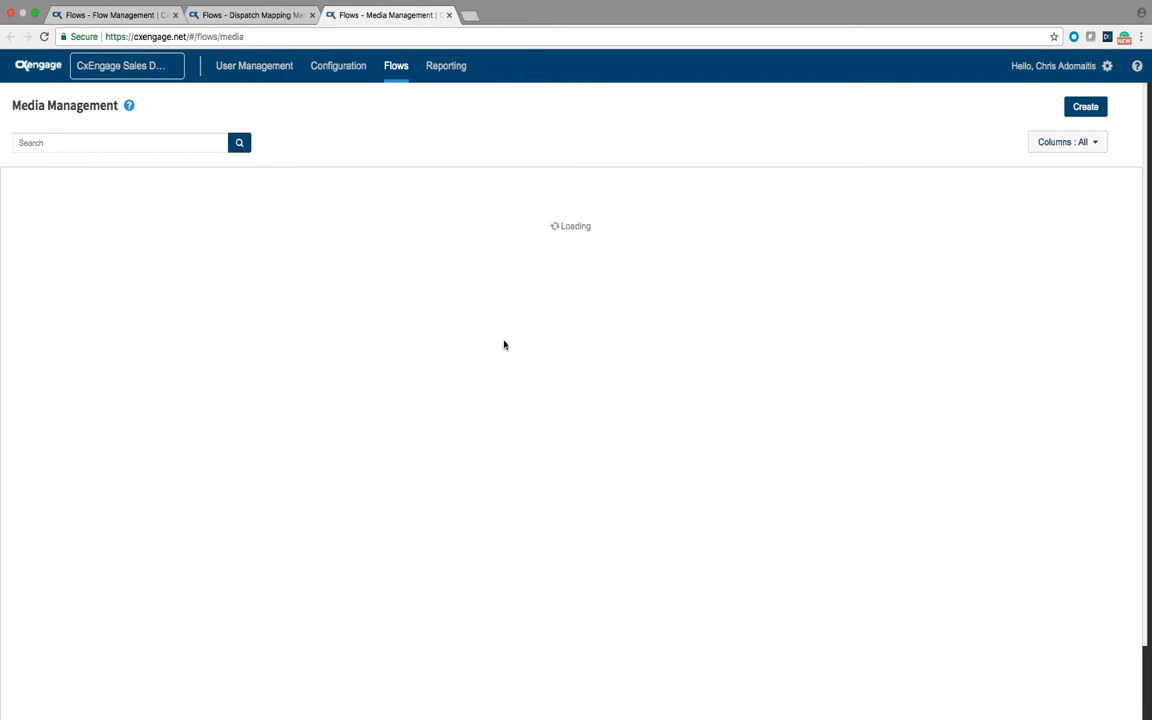 Flows - Flow Management | C
Flows - Dispatch Mapping Ma
Flows - Media Management | C
Secure
https://cxengage.net/#/flows/media
NEW
CxEngage
CxEngage Sales D...
User Management
Configuration
Flows
Reporting
Hello, Chris Adomaitis
Media Management
Create
Search
Columns : All
Loading